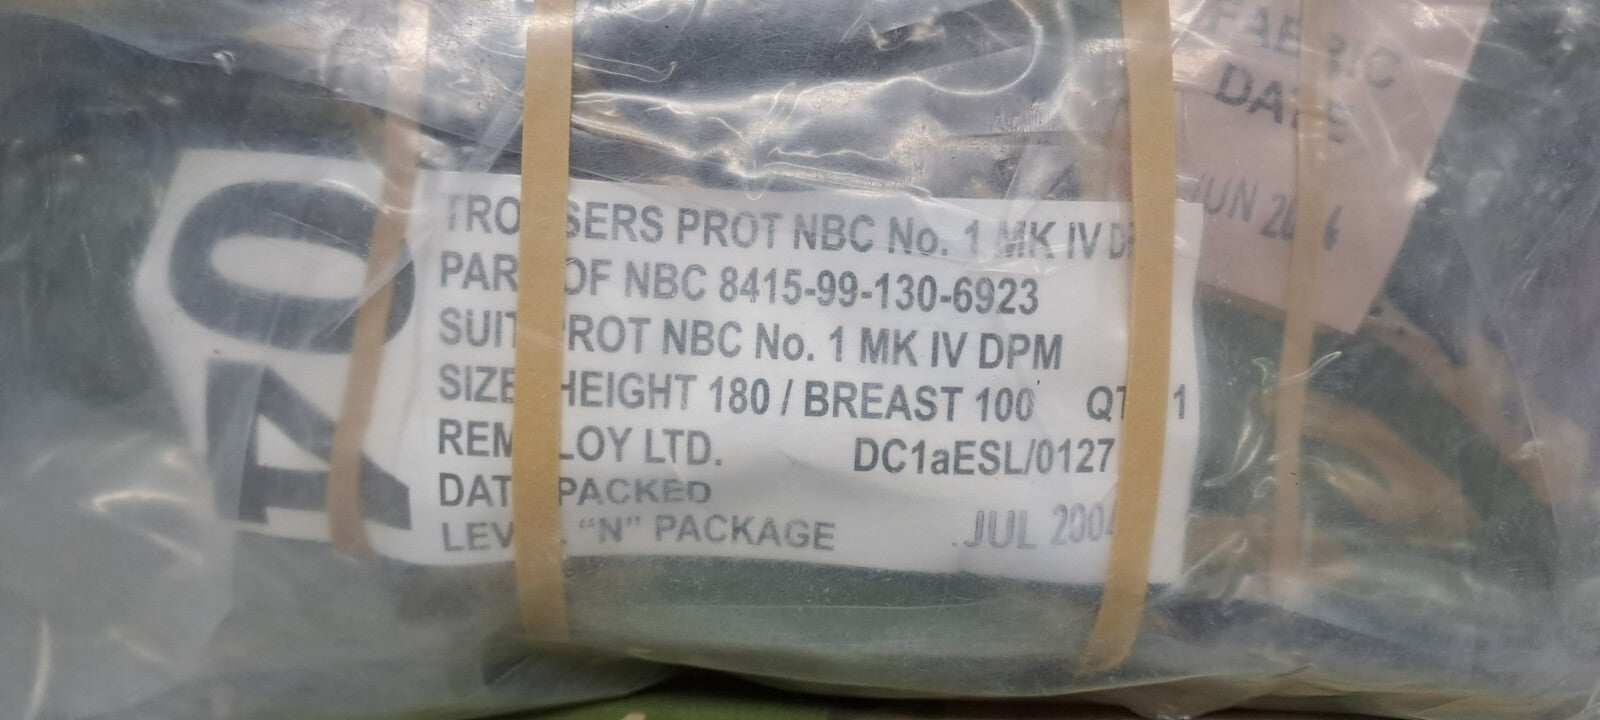 FABRIC
DATE
JUN 2004
TROUSERS PROT NBC No. 1 MK IV
PART OF NBC 8415-99-130-6923
SUIT PROT NBC No. 1 MK IV DPM
SIZE HEIGHT 180 / BREAST 100 QTY 1
REMPLOY LTD. DC1aESL/0127
DATE PACKED
LEVEL “N” PACKAGE JUL 2004